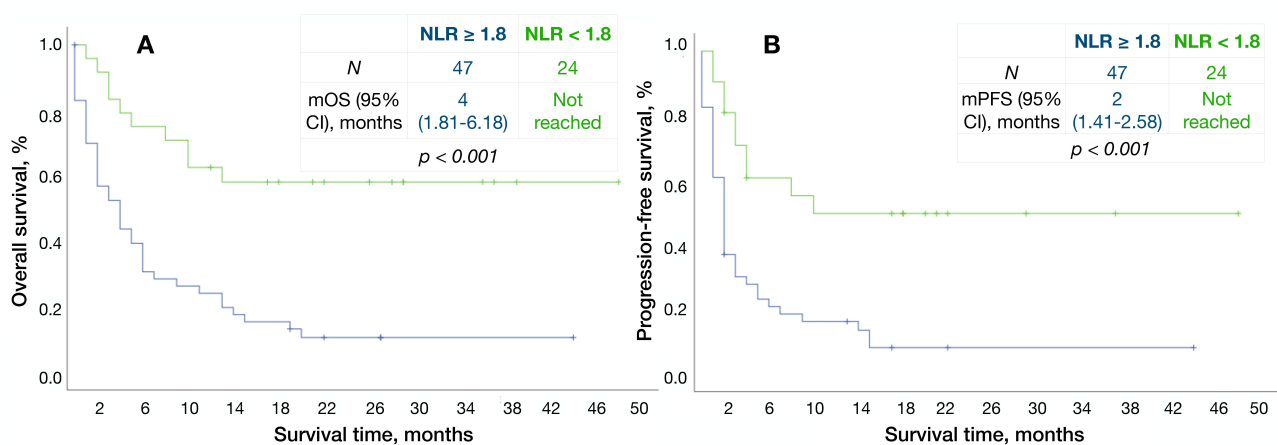 A
NLR ≥ 1.8 NLR < 1.8
N 47 24
mOS (95% 4 Not
CI), months (1.81-6.18) reached
p < 0.001
Overall survival, %
1.0
0.8
0.6
0.4
0.2
0.0
2 6 10 14 18 22 26 30 34 38 42 46 50
Survival time, months
B
NLR ≥ 1.8 NLR < 1.8
N 47 24
mPFS (95% 2 Not
CI), months (1.41-2.58) reached
p < 0.001
Progression-free survival, %
1.0
0.8
0.6
0.4
0.2
0.0
2 6 10 14 18 22 26 30 34 38 42 46 50
Survival time, months